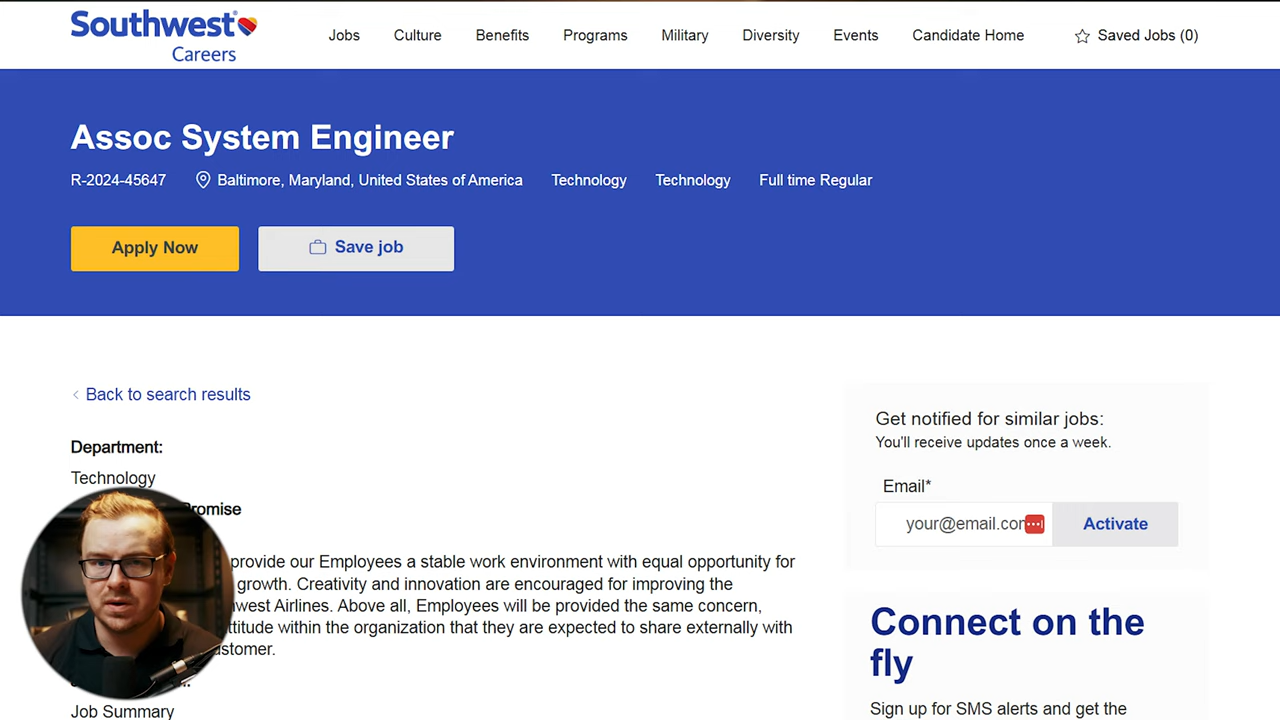 Southwest®
Careers
Jobs
Culture
Benefits
Programs
Military
Diversity
Events
Candidate Home
Saved Jobs (0)
Assoc System Engineer
R-2024-45647
Baltimore, Maryland, United States of America
Technology
Technology
Full time Regular
Apply Now
Save job
Back to search results
Department:
Technology
Promise
provide our Employees a stable work environment with equal opportunity for
growth. Creativity and innovation are encouraged for improving the
west Airlines. Above all, Employees will be provided the same concern,
ttitude within the organization that they are expected to share externally with
ustomer.
Job Summary
Get notified for similar jobs:
You'll receive updates once a week.
Email*
your@email.com
Activate
Connect on the
fly
Sign up for SMS alerts and get the